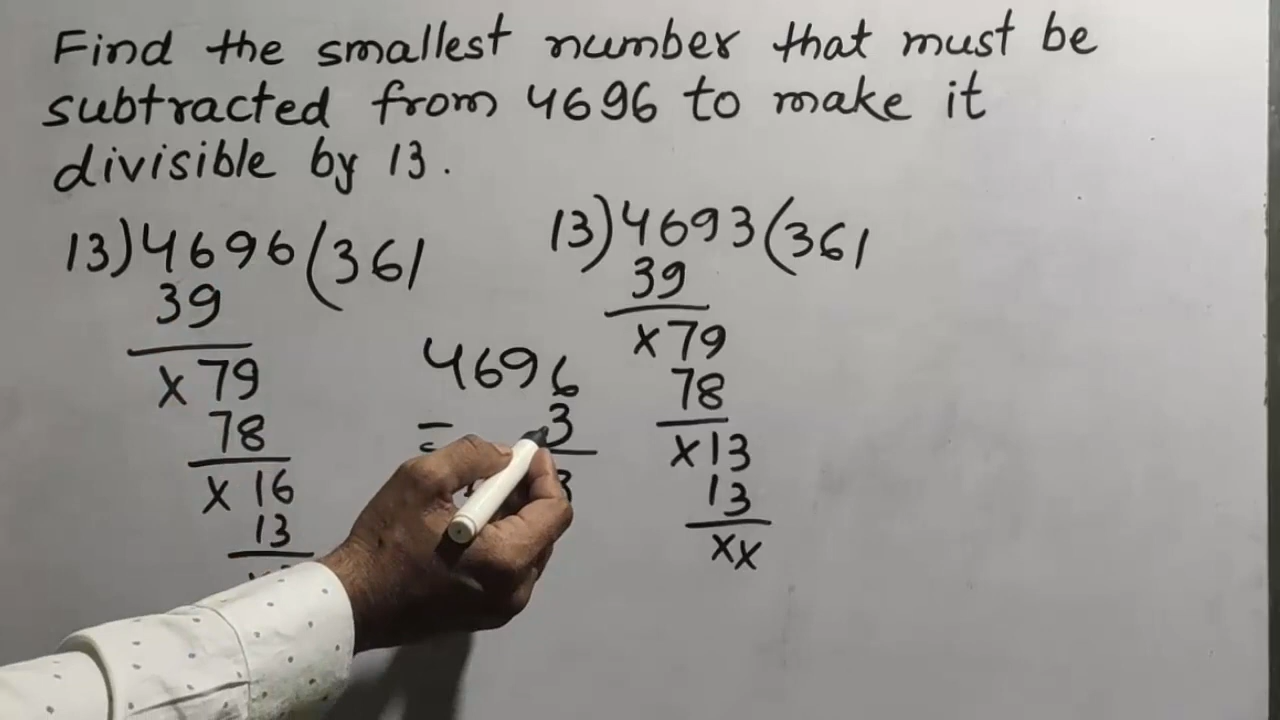 Find the smallest number that must be
subtracted from 4696 to make it
divisible by 13.
13)4696(361
39
x79
78
x16
13
4696
- 3
13)4693(361
39
x79
78
x13
13
xx